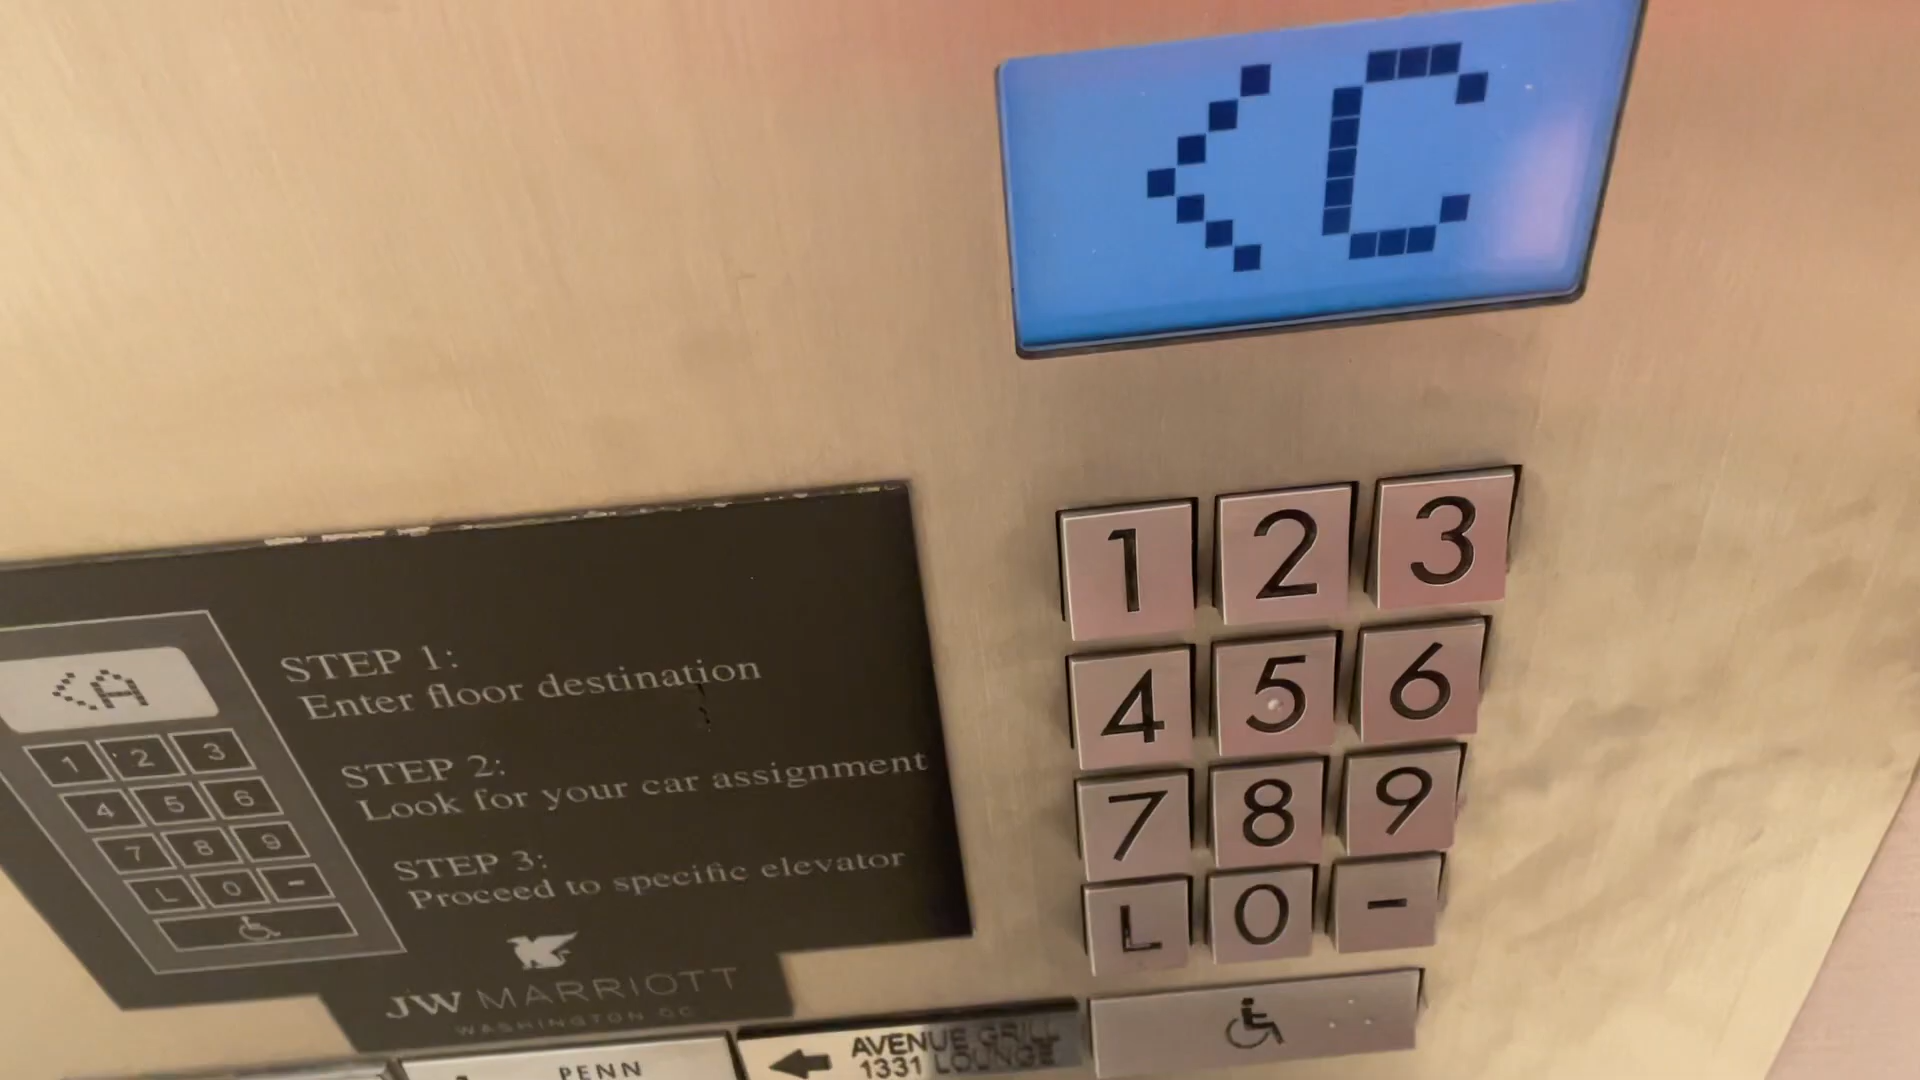 <C
1 2 3
4 5 6
7 8 9
L 0 -
<A
1 2 3
4 5 6
7 8 9
L 0 -
STEP 1:
Enter floor destination
STEP 2:
Look for your car assignment
STEP 3:
Proceed to specific elevator
JW MARRIOTT
WASHINGTON DC
PENN
AVENUE GRILL
1331 LOUNGE